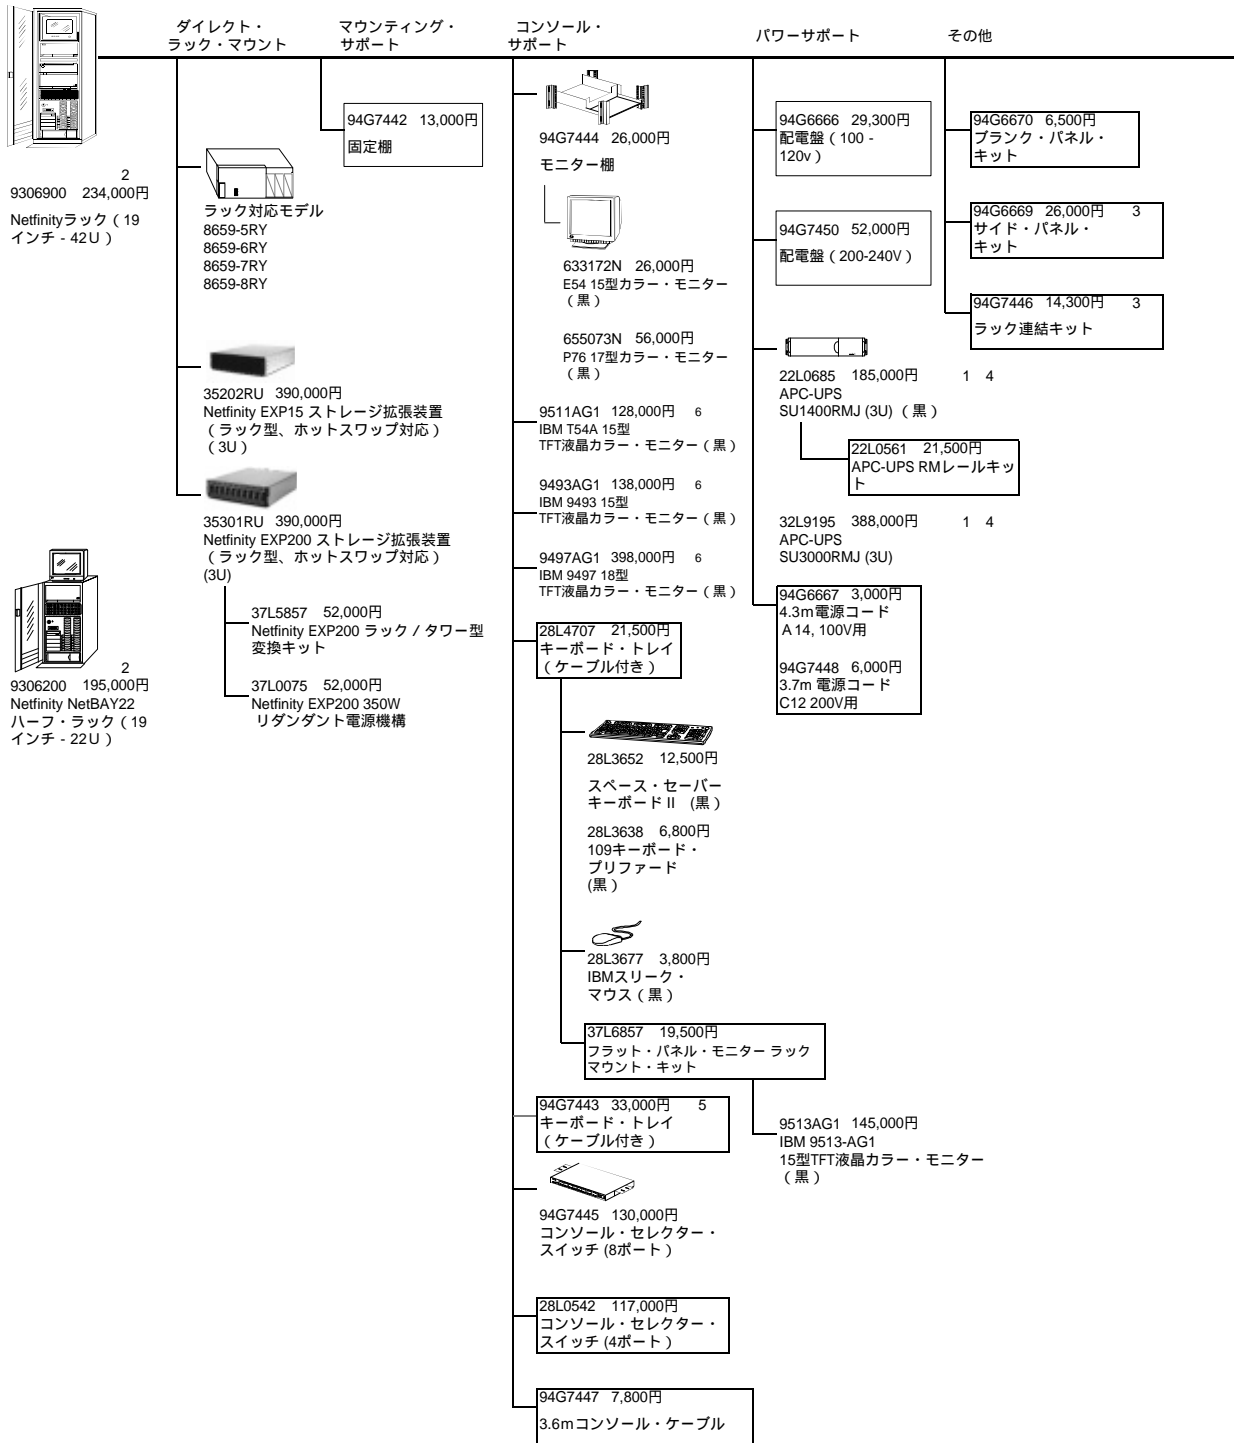 ダイレクト・
ラック・マウント
マウンティング・
サポート
コンソール・
サポート
パワーサポート
その他
2
9306900 234,000円
Netfinityラック（19
インチ - 42U）
2
9306200 195,000円
Netfinity NetBAY22
ハーフ・ラック（19
インチ - 22U）
ラック対応モデル
8659-5RY
8659-6RY
8659-7RY
8659-8RY
35202RU 390,000円
Netfinity EXP15 ストレージ拡張装置
（ラック型、ホットスワップ対応）
（3U）
35301RU 390,000円
Netfinity EXP200 ストレージ拡張装置
（ラック型、ホットスワップ対応）
(3U)
37L5857 52,000円
Netfinity EXP200 ラック / タワー型
変換キット
37L0075 52,000円
Netfinity EXP200 350W
リダンダント電源機構
94G7442 13,000円
固定棚
94G7444 26,000円
モニター棚
633172N 26,000円
E54 15型カラー・モニター
（黒）
655073N 56,000円
P76 17型カラー・モニター
（黒）
9511AG1 128,000円 6
IBM T54A 15型
TFT液晶カラー・モニター（黒）
9493AG1 138,000円 6
IBM 9493 15型
TFT液晶カラー・モニター（黒）
9497AG1 398,000円 6
IBM 9497 18型
TFT液晶カラー・モニター（黒）
28L4707 21,500円
キーボード・トレイ
（ケーブル付き）
28L3652 12,500円
スペース・セーバー
キーボードⅡ (黒）
28L3638 6,800円
109キーボード・
プリファード
(黒）
28L3677 3,800円
IBMスリーク・
マウス（黒）
37L6857 19,500円
フラット・パネル・モニター ラック
マウント・キット
94G7443 33,000円 5
キーボード・トレイ
（ケーブル付き）
94G7445 130,000円
コンソール・セレクター・
スイッチ (8ポート）
28L0542 117,000円
コンソール・セレクター・
スイッチ (4ポート）
94G7447 7,800円
3.6mコンソール・ケーブル
94G6666 29,300円
配電盤（100 -
120v）
94G7450 52,000円
配電盤（200-240V）
22L0685 185,000円 1 4
APC-UPS
SU1400RMJ (3U)（黒）
22L0561 21,500円
APC-UPS RMレールキッ
ト
32L9195 388,000円 1 4
APC-UPS
SU3000RMJ (3U)
94G6667 3,000円
4.3m電源コード
A14, 100V用
94G7448 6,000円
3.7m 電源コード
C12 200V用
9513AG1 145,000円
IBM 9513-AG1
15型TFT液晶カラー・モニター
（黒）
94G6670 6,500円
ブランク・パネル・
キット
94G6669 26,000円 3
サイド・パネル・
キット
94G7446 14,300円 3
ラック連結キット